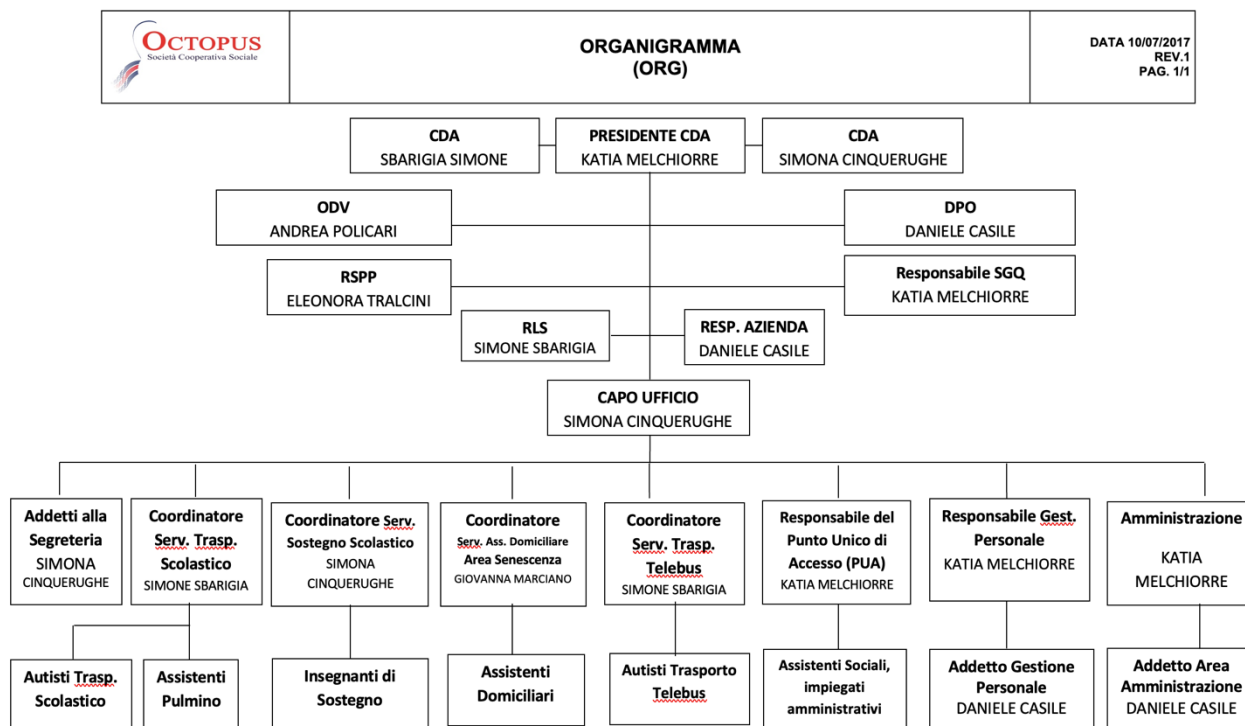 OCTOPUS
Società Cooperativa Sociale
ORGANIGRAMMA
(ORG)
DATA 10/07/2017
REV.1
PAG. 1/1
CDA
SBARIGIA SIMONE
PRESIDENTE CDA
KATIA MELCHIORRE
CDA
SIMONA CINQUERUGHE
ODV
ANDREA POLICARI
DPO
DANIELE CASILE
RSPP
ELEONORA TRALCINI
Responsabile SGQ
KATIA MELCHIORRE
RLS
SIMONE SBARIGIA
RESP. AZIENDA
DANIELE CASILE
CAPO UFFICIO
SIMONA CINQUERUGHE
Addetti alla
Segreteria
SIMONA
CINQUERUGHE
Coordinatore
Serv. Trasp.
Scolastico
SIMONE SBARIGIA
Coordinatore Serv.
Sostegno Scolastico
SIMONA
CINQUERUGHE
Coordinatore
Serv. Ass. Domiciliare
Area Senescenza
GIOVANNA MARCIANO
Coordinatore
Serv. Trasp.
Telebus
SIMONE SBARIGIA
Responsabile del
Punto Unico di
Accesso (PUA)
KATIA MELCHIORRE
Responsabile Gest.
Personale
KATIA MELCHIORRE
Amministrazione
KATIA
MELCHIORRE
Autisti Trasp.
Scolastico
Assistenti
Pulmino
Insegnanti di
Sostegno
Assistenti
Domiciliari
Autisti Trasporto
Telebus
Assistenti Sociali,
impiegati
amministrativi
Addetto Gestione
Personale
DANIELE CASILE
Addetto Area
Amministrazione
DANIELE CASILE